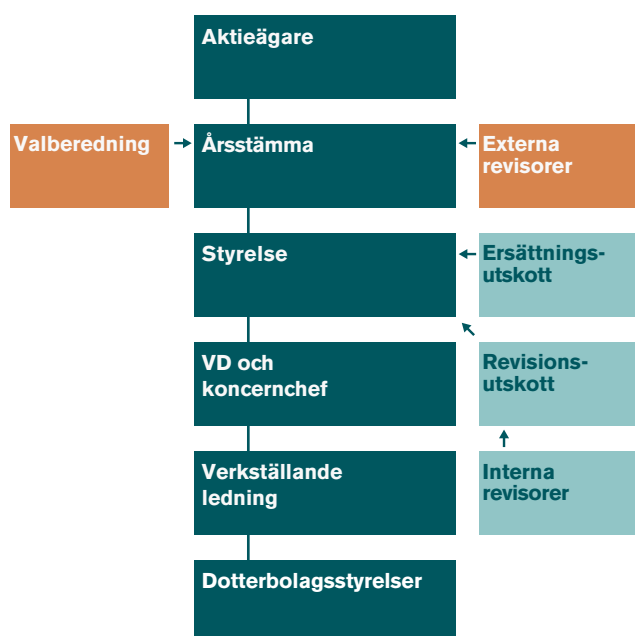 Aktieägare
Valberedning
Årsstämma
Externa
revisorer
Styrelse
Ersättnings-
utskott
VD och
koncernchef
Revisions-
utskott
Verkställande
ledning
Interna
revisorer
Dotterbolagsstyrelser